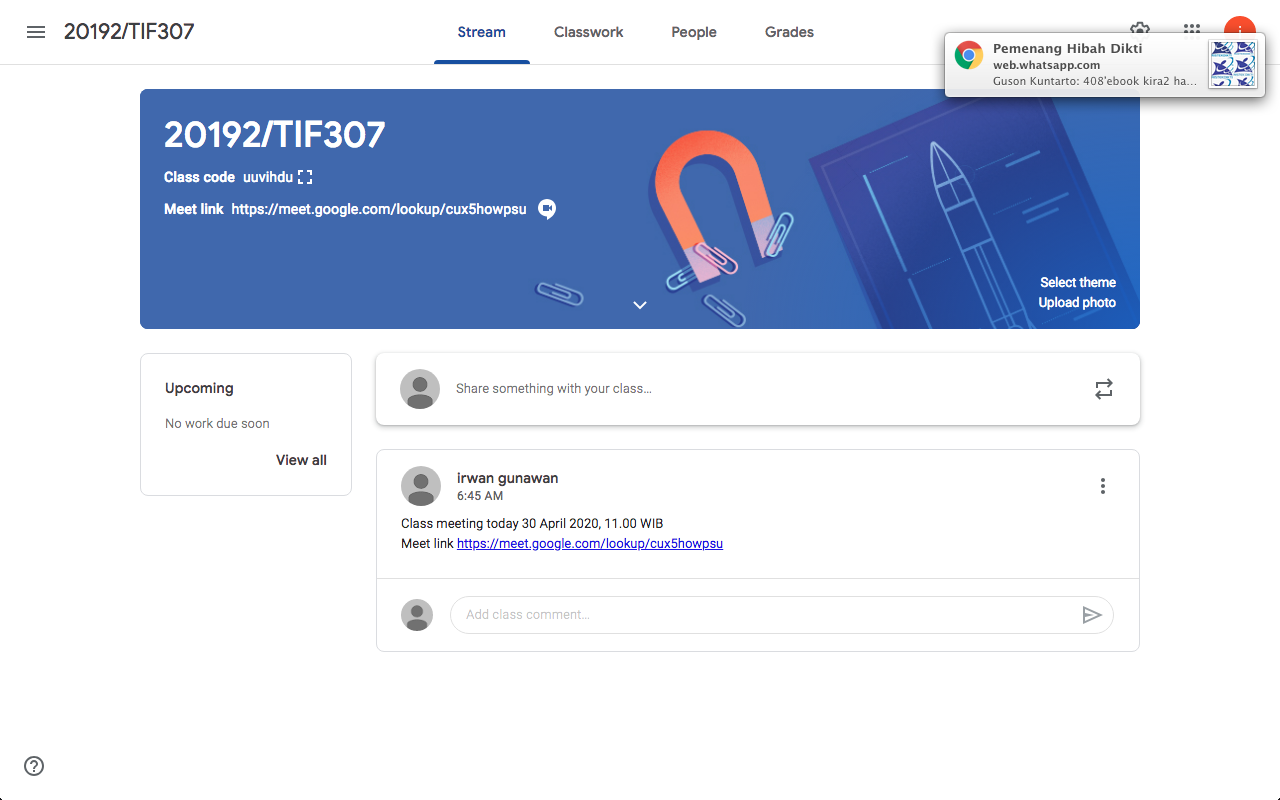 20192/TIF307
Stream
Classwork
People
Grades
Pemenang Hibah Dikti
web.whatsapp.com
Guson Kuntarto: 408'ebook kira2 ha...
20192/TIF307
Class code uuvihdu
Meet link https://meet.google.com/lookup/cux5howpsu
Select theme
Upload photo
Upcoming
No work due soon
View all
Share something with your class...
irwan gunawan
6:45 AM
Class meeting today 30 April 2020, 11.00 WIB
Meet link https://meet.google.com/lookup/cux5howpsu
Add class comment...